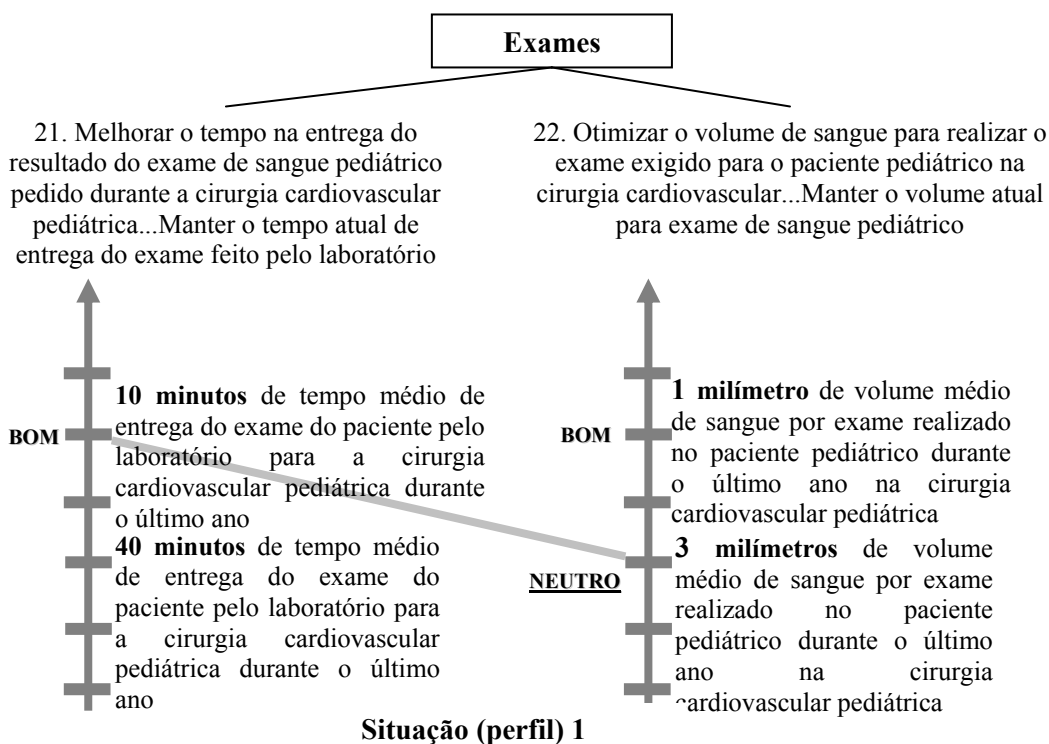 Exames
21. Melhorar o tempo na entrega do
resultado do exame de sangue pediátrico
pedido durante a cirurgia cardiovascular
pediátrica...Manter o tempo atual de
entrega do exame feito pelo laboratório
22. Otimizar o volume de sangue para realizar o
exame exigido para o paciente pediátrico na
cirurgia cardiovascular...Manter o volume atual
para exame de sangue pediátrico
BOM
10 minutos de tempo médio de
entrega do exame do paciente pelo
laboratório para a cirurgia
cardiovascular pediátrica durante
o último ano
40 minutos de tempo médio
de entrega do exame do
paciente pelo laboratório para
a cirurgia cardiovascular
pediátrica durante o último
ano
BOM
1 milímetro de volume médio
de sangue por exame realizado
no paciente pediátrico durante
o último ano na cirurgia
cardiovascular pediátrica
NEUTRO
3 milímetros de volume
médio de sangue por exame
realizado no paciente
pediátrico durante o último
ano na cirurgia
cardiovascular pediátrica
Situação (perfil) 1